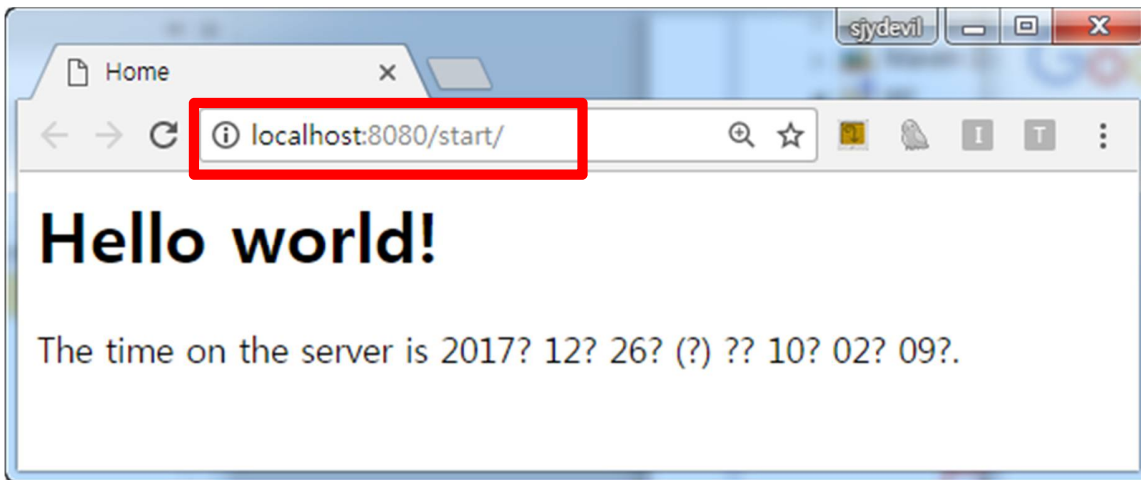 sjydevil
Home
localhost:8080/start/
I T
Hello world!
The time on the server is 2017? 12? 26? (?) ?? 10? 02? 09?.